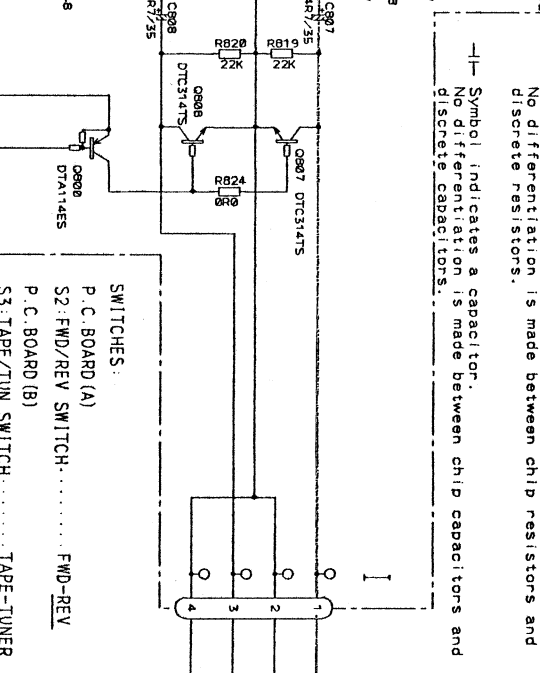 No differentiation is made between chip resistors and
discrete resistors.
Symbol indicates a capacitor.
No differentiation is made between chip capacitors and
discrete capacitors.
C808
4R7/35
C807
4R7/35
R820
22K
R819
22K
Q808
DTC314TS
Q807 DTC314TS
R824
0R0
Q800
DTA114ES
SWITCHES:
P.C.BOARD(A)
S2:FWD/REV SWITCH........FWD-REV
P.C.BOARD(B)
S3:TAPE/TUN SWITCH.......TAPE-TUNER
4
3
2
1